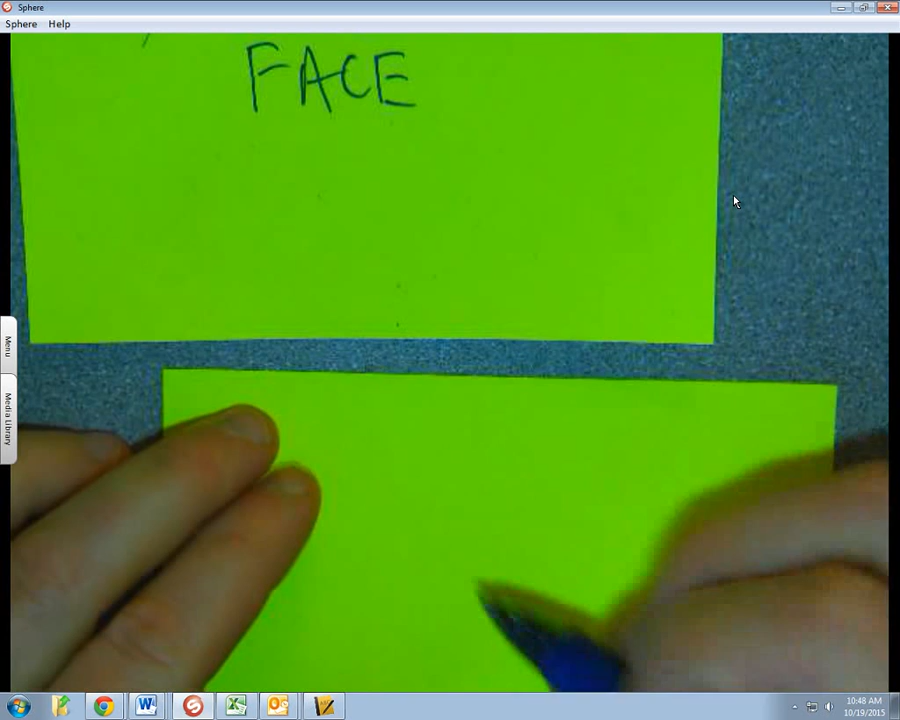 Sphere
Sphere Help
FACE
Menu
Media Library
10:48 AM
10/19/2015